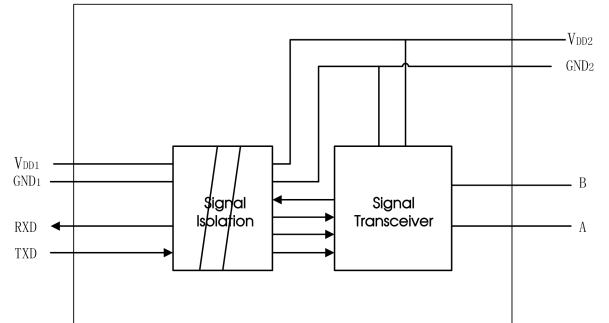 VDD2
GND2
VDD1
GND1
RXD
TXD
Signal
Isolation
Signal
Transceiver
B
A